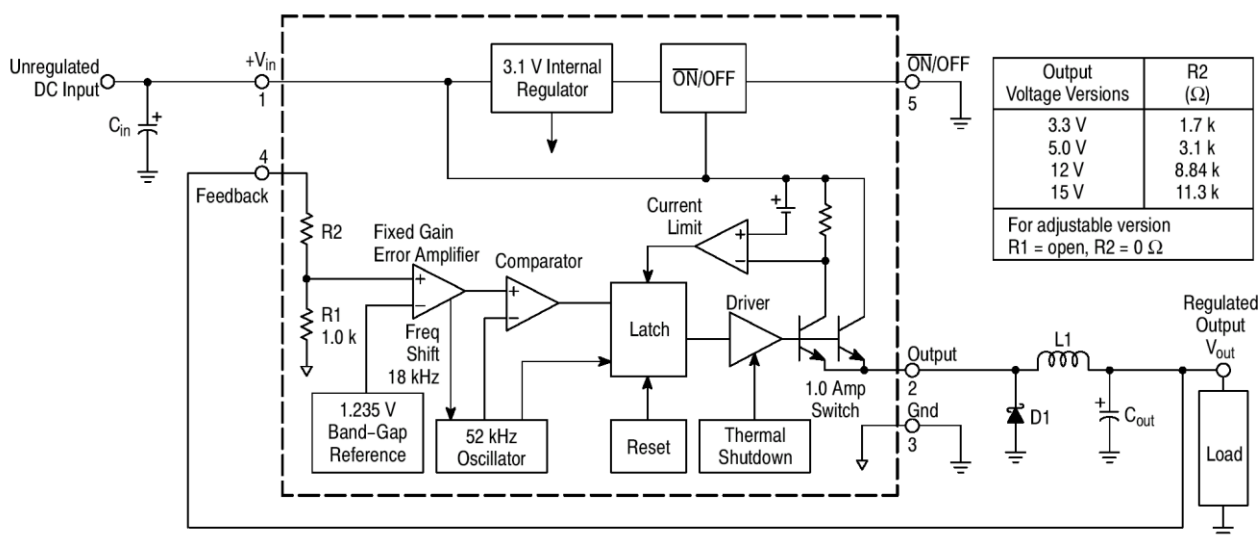 Unregulated
DC Input
+Vin
1
Cin
+
4
Feedback
3.1 V Internal
Regulator
ON/OFF
ON/OFF
5
Output
Voltage Versions
R2
(Ω)
3.3 V
1.7 k
5.0 V
3.1 k
12 V
8.84 k
15 V
11.3 k
For adjustable version
R1 = open, R2 = 0 Ω
R2
Fixed Gain
Error Amplifier
+
−
Comparator
+
−
Current
Limit
+
−
+
R1
1.0 k
Freq
Shift
18 kHz
Latch
Driver
1.0 Amp
Switch
Output
2
Gnd
3
L1
Regulated
Output
Vout
D1
+
Cout
Load
1.235 V
Band–Gap
Reference
52 kHz
Oscillator
Reset
Thermal
Shutdown